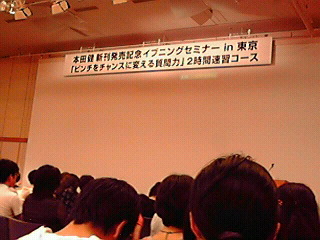 本田健 新刊発売記念イブニングセミナー in 東京
「ピンチをチャンスに変える質問力」2時間速習コース